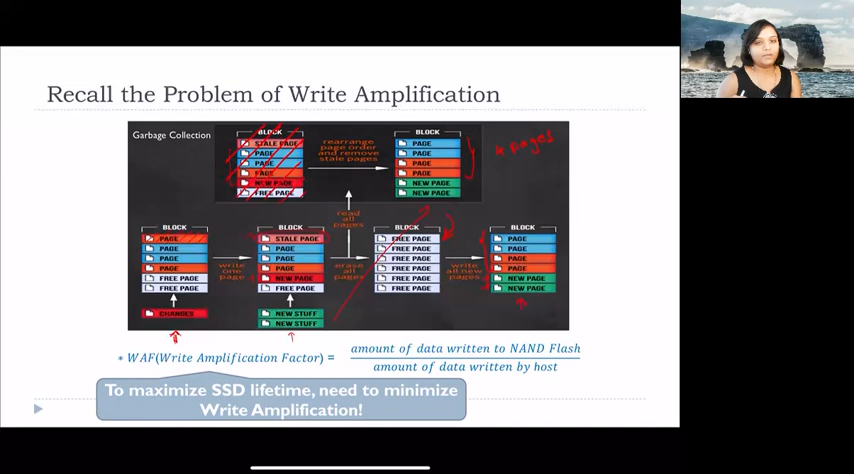 Recall the Problem of Write Amplification
Garbage Collection
BLOCK
STALE PAGE
PAGE
PAGE
PAGE
NEW PAGE
FREE PAGE
rearrange
page order
and remove
stale pages
BLOCK
PAGE
PAGE
PAGE
PAGE
NEW PAGE
NEW PAGE
4 pages
BLOCK
PAGE
PAGE
PAGE
PAGE
FREE PAGE
FREE PAGE
CHANGES
write
one
page
BLOCK
STALE PAGE
PAGE
PAGE
PAGE
NEW PAGE
FREE PAGE
NEW STUFF
NEW STUFF
read
all
pages
erase
all
pages
BLOCK
FREE PAGE
FREE PAGE
FREE PAGE
FREE PAGE
FREE PAGE
FREE PAGE
write
all new
pages
BLOCK
PAGE
PAGE
PAGE
PAGE
NEW PAGE
NEW PAGE
* WAF(Write Amplification Factor) = amount of data written to NAND Flash
amount of data written by host
To maximize SSD lifetime, need to minimize
Write Amplification!